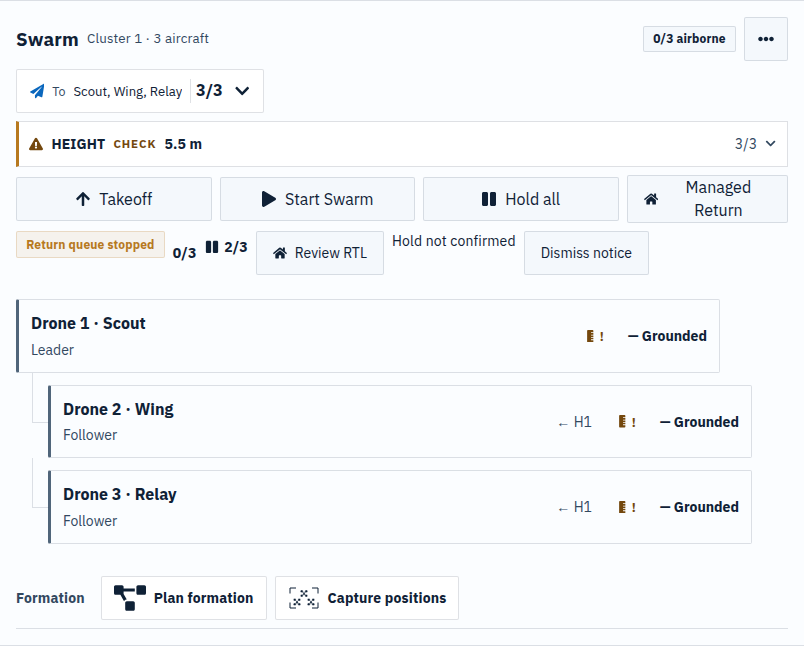 Swarm Cluster 1 · 3 aircraft 0/3 airborne •••
To Scout, Wing, Relay 3/3
HEIGHT CHECK 5.5 m 3/3
Takeoff Start Swarm Hold all Managed Return
Return queue stopped 0/3 2/3 Review RTL Hold not confirmed Dismiss notice
Drone 1 · Scout
Leader
! — Grounded
Drone 2 · Wing
Follower
← H1 ! — Grounded
Drone 3 · Relay
Follower
← H1 ! — Grounded
Formation Plan formation Capture positions